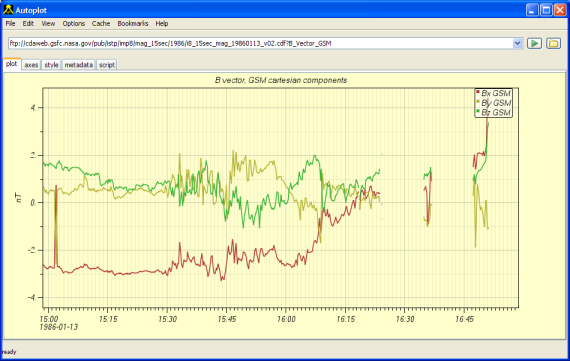 Autoplot
File Edit View Options Cache Bookmarks Help
ftp://cdaweb.gsfc.nasa.gov/pub/istp/imp8/mag_15sec/1986/i8_15sec_mag_19860113_v02.cdf?B_Vector_GSM
plot axes style metadata script
B vector, GSM cartesian components
Bx GSM
By GSM
Bz GSM
4
2
0
-2
-4
nT
15:00 15:15 15:30 15:45 16:00 16:15 16:30 16:45
1986-01-13
ready